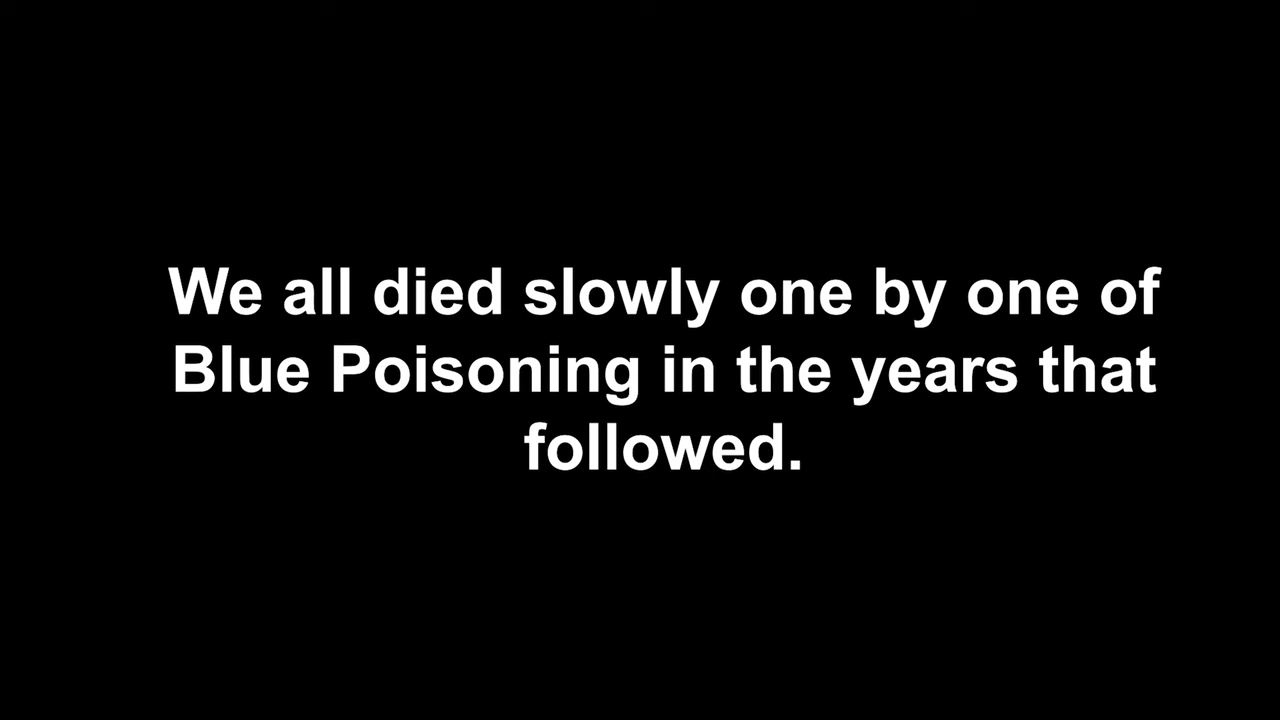 We all died slowly one by one of
Blue Poisoning in the years that
followed.